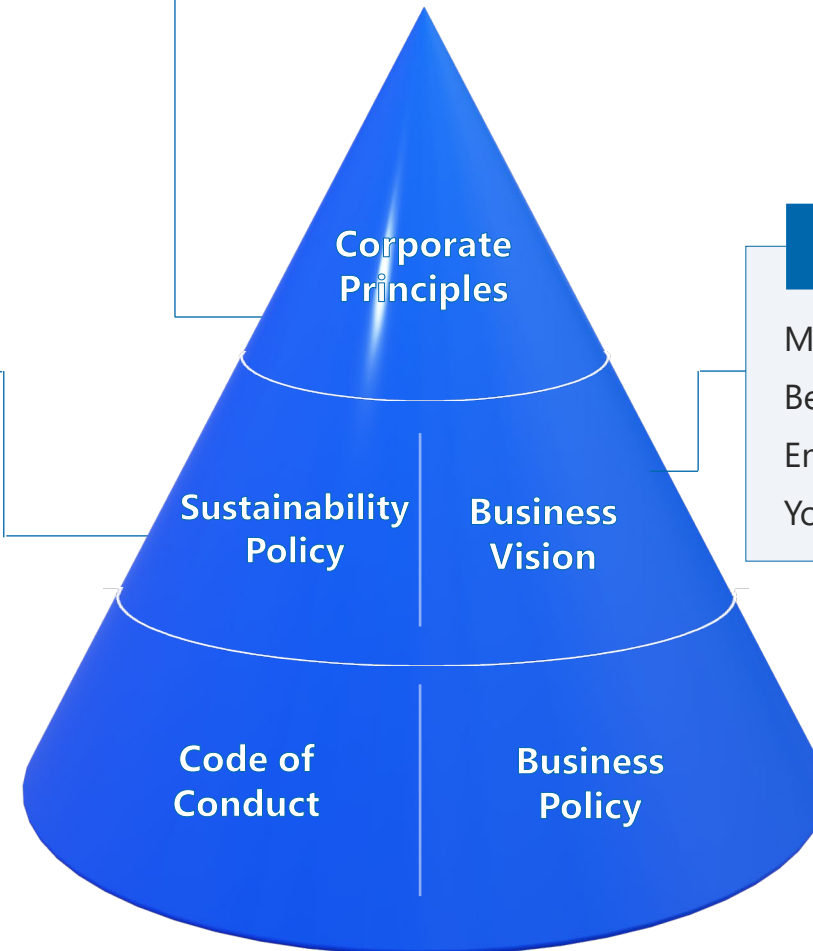 Corporate
Principles
Sustainability
Policy
Business
Vision
Code of
Conduct
Business
Policy